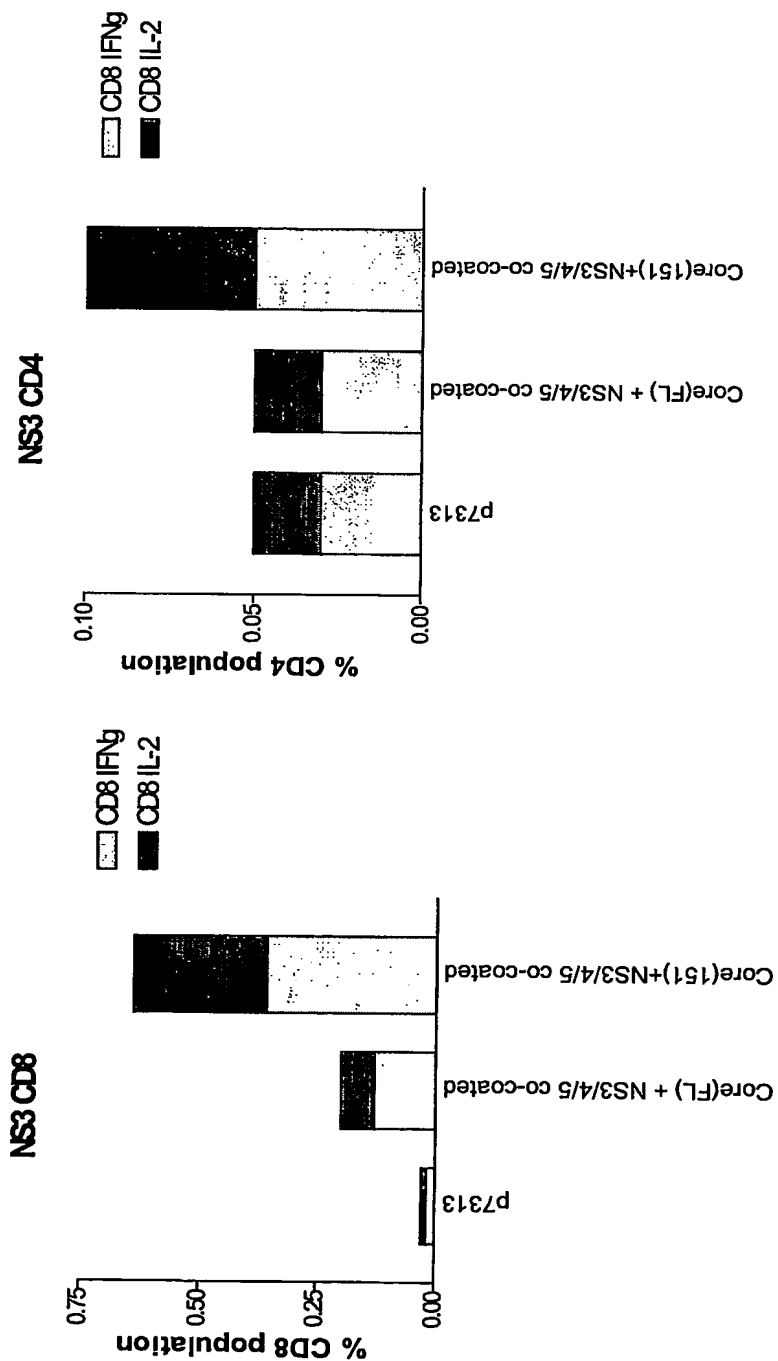 NS3 CD8
% CD8 population
0.75
0.50
0.25
0.00
p7313
Core(FL) + NS3/4/5 co-coated
Core(151)+NS3/4/5 co-coated
CD8 IFNg
CD8 IL-2
NS3 CD4
% CD4 population
0.10
0.05
0.00
p7313
Core(FL) + NS3/4/5 co-coated
Core(151)+NS3/4/5 co-coated
CD8 IFNg
CD8 IL-2